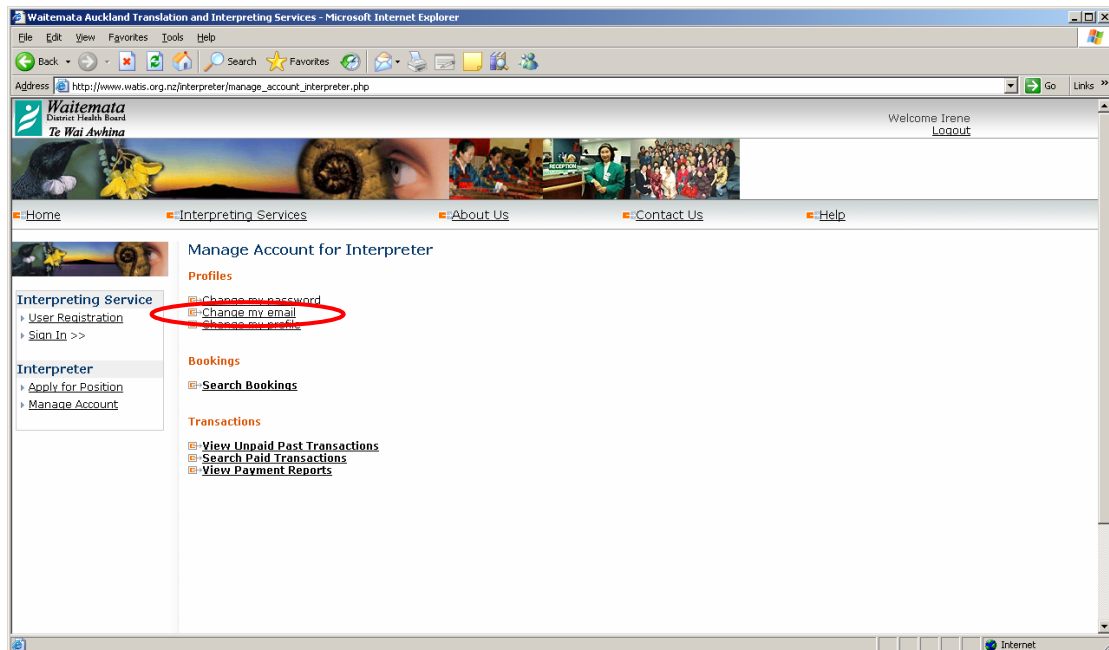 Waitemata Auckland Translation and Interpreting Services - Microsoft Internet Explorer
File Edit View Favorites Tools Help
Back Search Favorites
Address http://www.watis.org.nz/interpreter/manage_account_interpreter.php Go Links »
Waitemata
District Health Board
Te Wai Awhina
Welcome Irene
Logout
RECEPTION
Home Interpreting Services About Us Contact Us Help
Manage Account for Interpreter
Profiles
Change my password
Change my email
Change my profile
Bookings
Search Bookings
Transactions
View Unpaid Past Transactions
Search Paid Transactions
View Payment Reports
Interpreting Service
User Registration
Sign In >>
Interpreter
Apply for Position
Manage Account
Internet